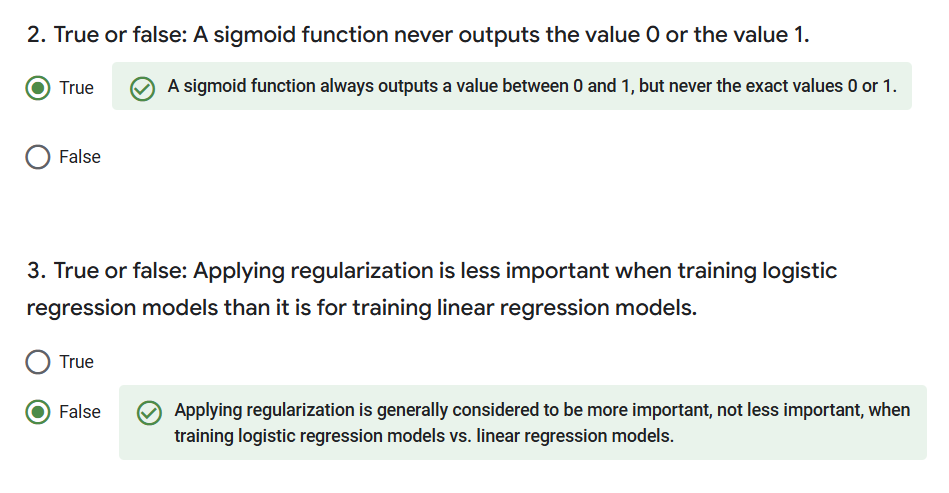 2. True or false: A sigmoid function never outputs the value 0 or the value 1.
True
A sigmoid function always outputs a value between 0 and 1, but never the exact values 0 or 1.
False
3. True or false: Applying regularization is less important when training logistic
regression models than it is for training linear regression models.
True
False
Applying regularization is generally considered to be more important, not less important, when
training logistic regression models vs. linear regression models.